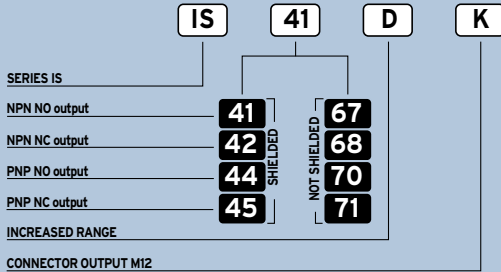 IS 41 D K
SERIES IS
NPN NO output 41 67
NPN NC output 42 68
PNP NO output 44 70
PNP NC output 45 71
SHIELDED
NOT SHIELDED
INCREASED RANGE
CONNECTOR OUTPUT M12